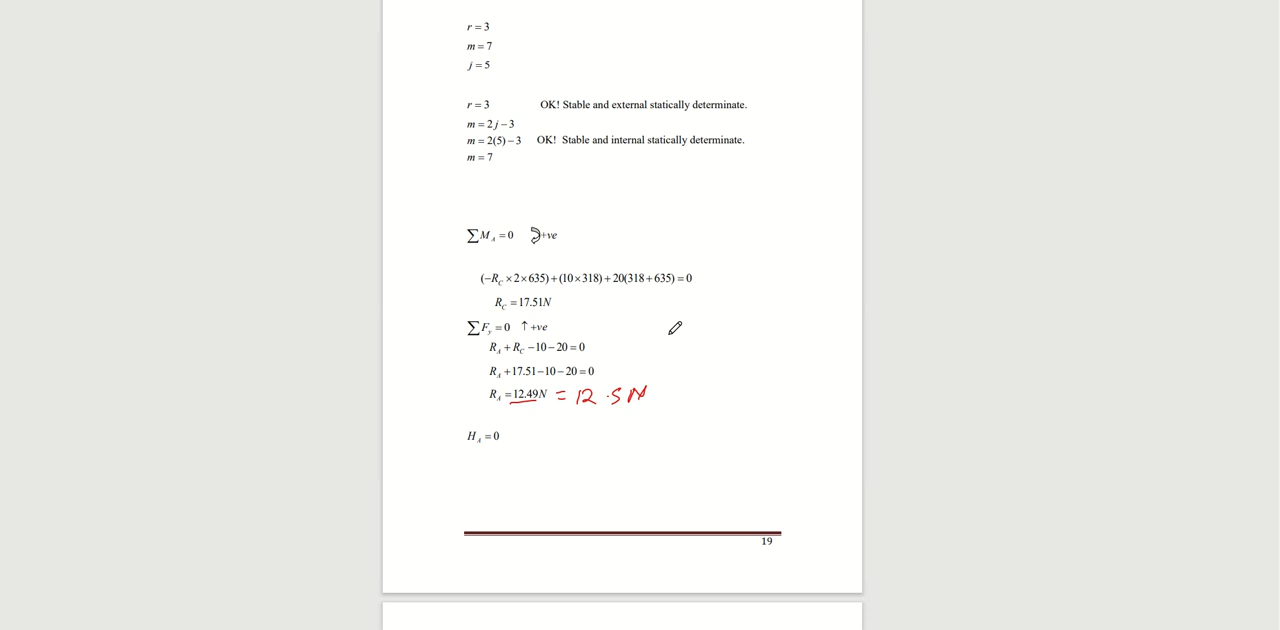 r = 3
m = 7
j = 5
r = 3 OK! Stable and external statically determinate.
m = 2j − 3
m = 2(5) − 3 OK! Stable and internal statically determinate.
m = 7
∑M_A = 0 +ve
(−R_C × 2 × 635) + (10 × 318) + 20(318 + 635) = 0
R_C = 17.51N
∑F_y = 0 ↑ +ve
R_A + R_C − 10 − 20 = 0
R_A + 17.51 − 10 − 20 = 0
R_A = 12.49N = 12.5N
H_A = 0
19